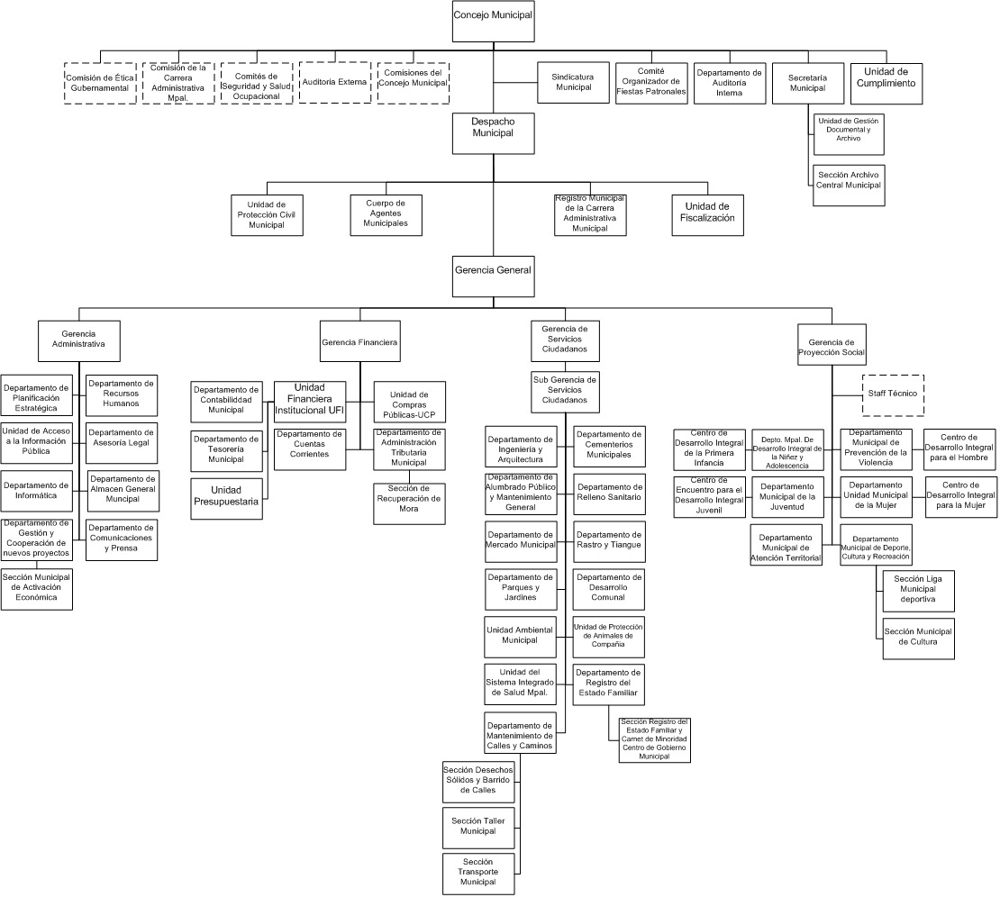 Concejo Municipal
Comisión de Ética
Gubernamental
Comisión de la
Carrera
Administrativa
Mpal.
Comités de
Seguridad y Salud
Ocupacional
Auditoria Externa
Comisiones del
Concejo Municipal
Sindicatura
Municipal
Comité
Organizador de
Fiestas Patronales
Departamento de
Auditoría
Interna
Secretaría
Municipal
Unidad de
Cumplimiento
Unidad de Gestión
Documental y
Archivo
Sección Archivo
Central Municipal
Despacho
Municipal
Unidad de
Protección Civil
Municipal
Cuerpo de
Agentes
Municipales
Registro Municipal
de la Carrera
Administrativa
Municipal
Unidad de
Fiscalización
Gerencia General
Gerencia
Administrativa
Gerencia Financiera
Gerencia de
Servicios
Ciudadanos
Gerencia de
Proyección Social
Departamento de
Planificación
Estratégica
Departamento de
Recursos
Humanos
Unidad de Acceso
a la Información
Pública
Departamento de
Asesoría Legal
Departamento de
Informática
Departamento de
Almacen General
Muncipal
Departamento de
Gestión y
Cooperación de
nuevos proyectos
Departamento de
Comunicaciones
y Prensa
Sección Municipal
de Activación
Económica
Departamento de
Contabiliddad
Municipal
Unidad
Financiera
Institucional UFI
Unidad de
Compras
Públicas-UCP
Departamento de
Tesorería
Municipal
Departamento de
Cuentas
Corrientes
Departamento de
Administración
Tributaria
Municipal
Unidad
Presupuestaria
Sección de
Recuperación de
Mora
Sub Gerencia de
Servicios
Ciudadanos
Departamento de
Ingeniería y
Arquitectura
Departamento de
Cementerios
Municipales
Departamento de
Alumbrado Público
y Mantenimiento
General
Departamento de
Relleno Sanitario
Departamento de
Mercado Municipal
Departamento de
Rastro y Tiangue
Departamento de
Parques y
Jardines
Departamento de
Desarrollo
Comunal
Unidad Ambiental
Municipal
Unidad de Protección
de Animales de
Compañia
Unidad del
Sistema Integrado
de Salud Mpal.
Departamento de
Registro del
Estado Familiar
Departamento de
Mantenimiento de
Calles y Caminos
Sección Registro del
Estado Familiar y
Carnet de Minoridad
Centro de Gobierno
Municipal
Sección Desechos
Sólidos y Barrido
de Calles
Sección Taller
Municipal
Sección
Transporte
Municipal
Staff Técnico
Centro de
Desarrollo Integral
de la Primera
Infancia
Depto. Mpal. De
Desarrollo Integral de
la Niñez y
Adolescencia
Departamento
Municipal de
Prevención de la
Violencia
Centro de
Desarrollo Integral
para el Hombre
Centro de
Encuentro para el
Desarrollo Integral
Juvenil
Departamento
Municipal de la
Juventud
Departamento
Unidad Municipal
de la Mujer
Centro de
Desarrollo Integral
para la Mujer
Departamento
Municipal de
Atención Territorial
Departamento
Municipal de Deporte,
Cultura y Recreación
Sección Liga
Municipal
deportiva
Sección Municipal
de Cultura